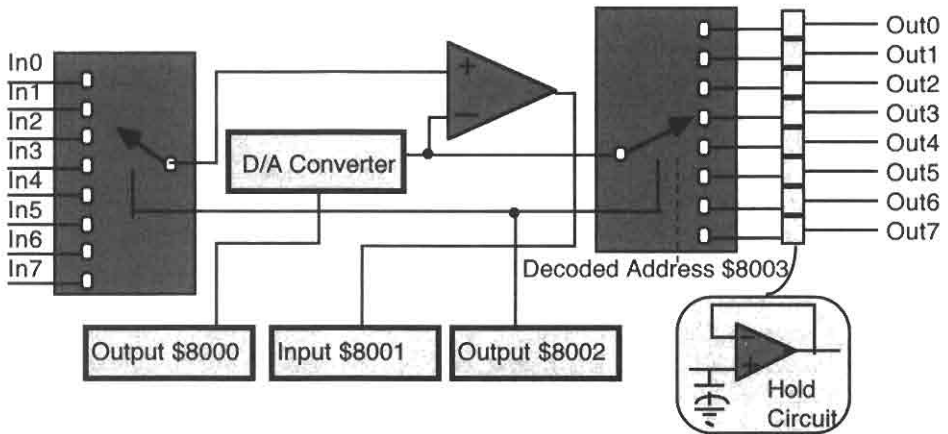 In0
In1
In2
In3
In4
In5
In6
In7
+
−
D/A Converter
Out0
Out1
Out2
Out3
Out4
Out5
Out6
Out7
Decoded Address $8003
Output $8000
Input $8001
Output $8002
−
+
Hold
Circuit